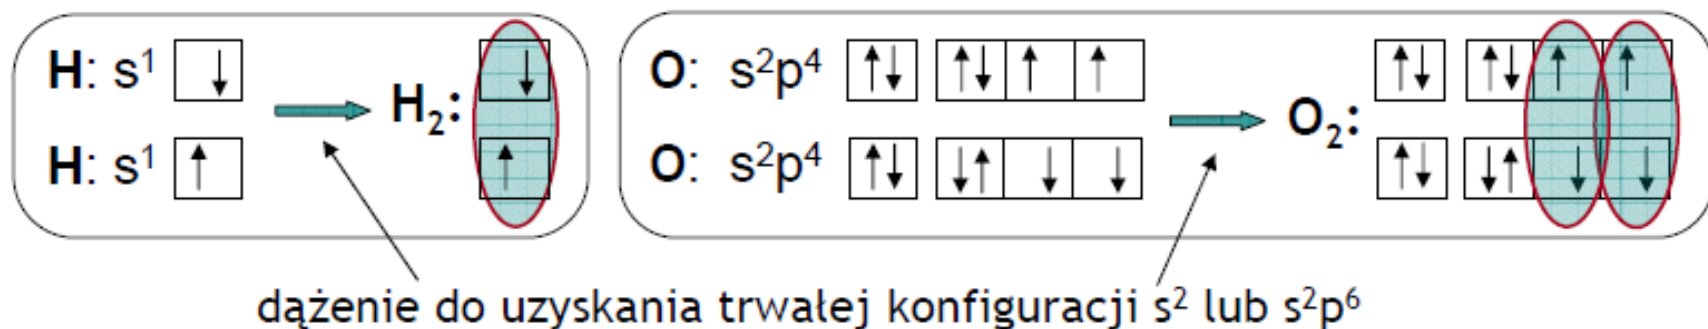 H: s¹
H: s¹
H₂:
O: s²p⁴
O: s²p⁴
O₂:
dążenie do uzyskania trwałej konfiguracji s² lub s²p⁶